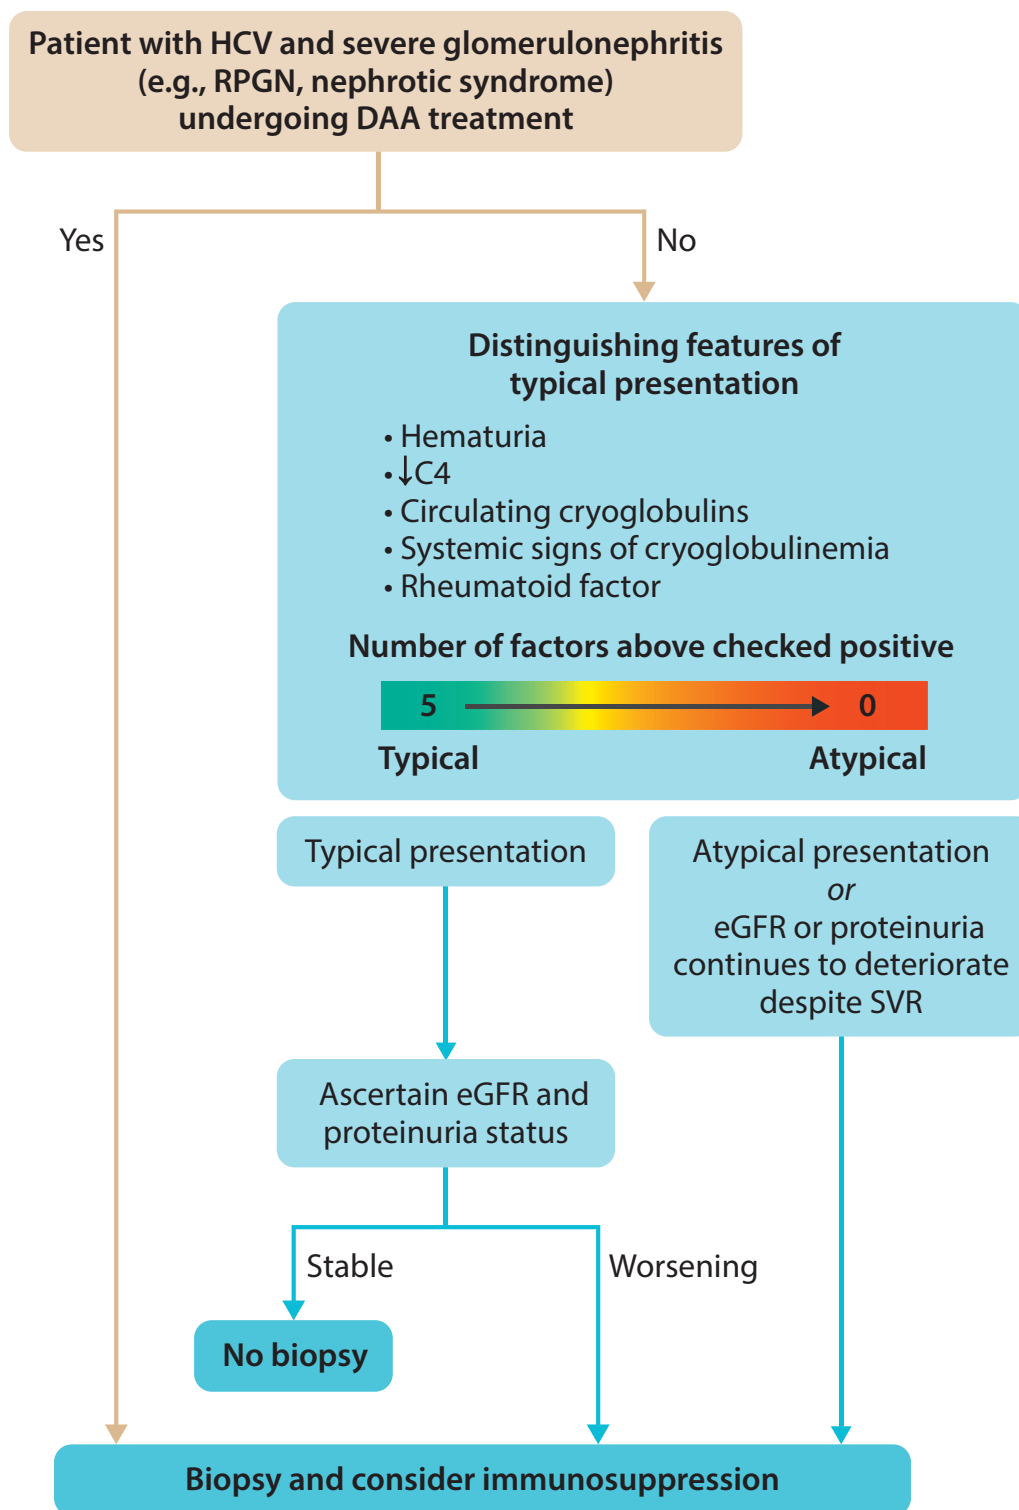 Patient with HCV and severe glomerulonephritis
(e.g., RPGN, nephrotic syndrome)
undergoing DAA treatment
Yes
No
Distinguishing features of
typical presentation
• Hematuria
• ↓C4
• Circulating cryoglobulins
• Systemic signs of cryoglobulinemia
• Rheumatoid factor
Number of factors above checked positive
5 0
Typical Atypical
Typical presentation
Atypical presentation
or
eGFR or proteinuria
continues to deteriorate
despite SVR
Ascertain eGFR and
proteinuria status
Stable
Worsening
No biopsy
Biopsy and consider immunosuppression